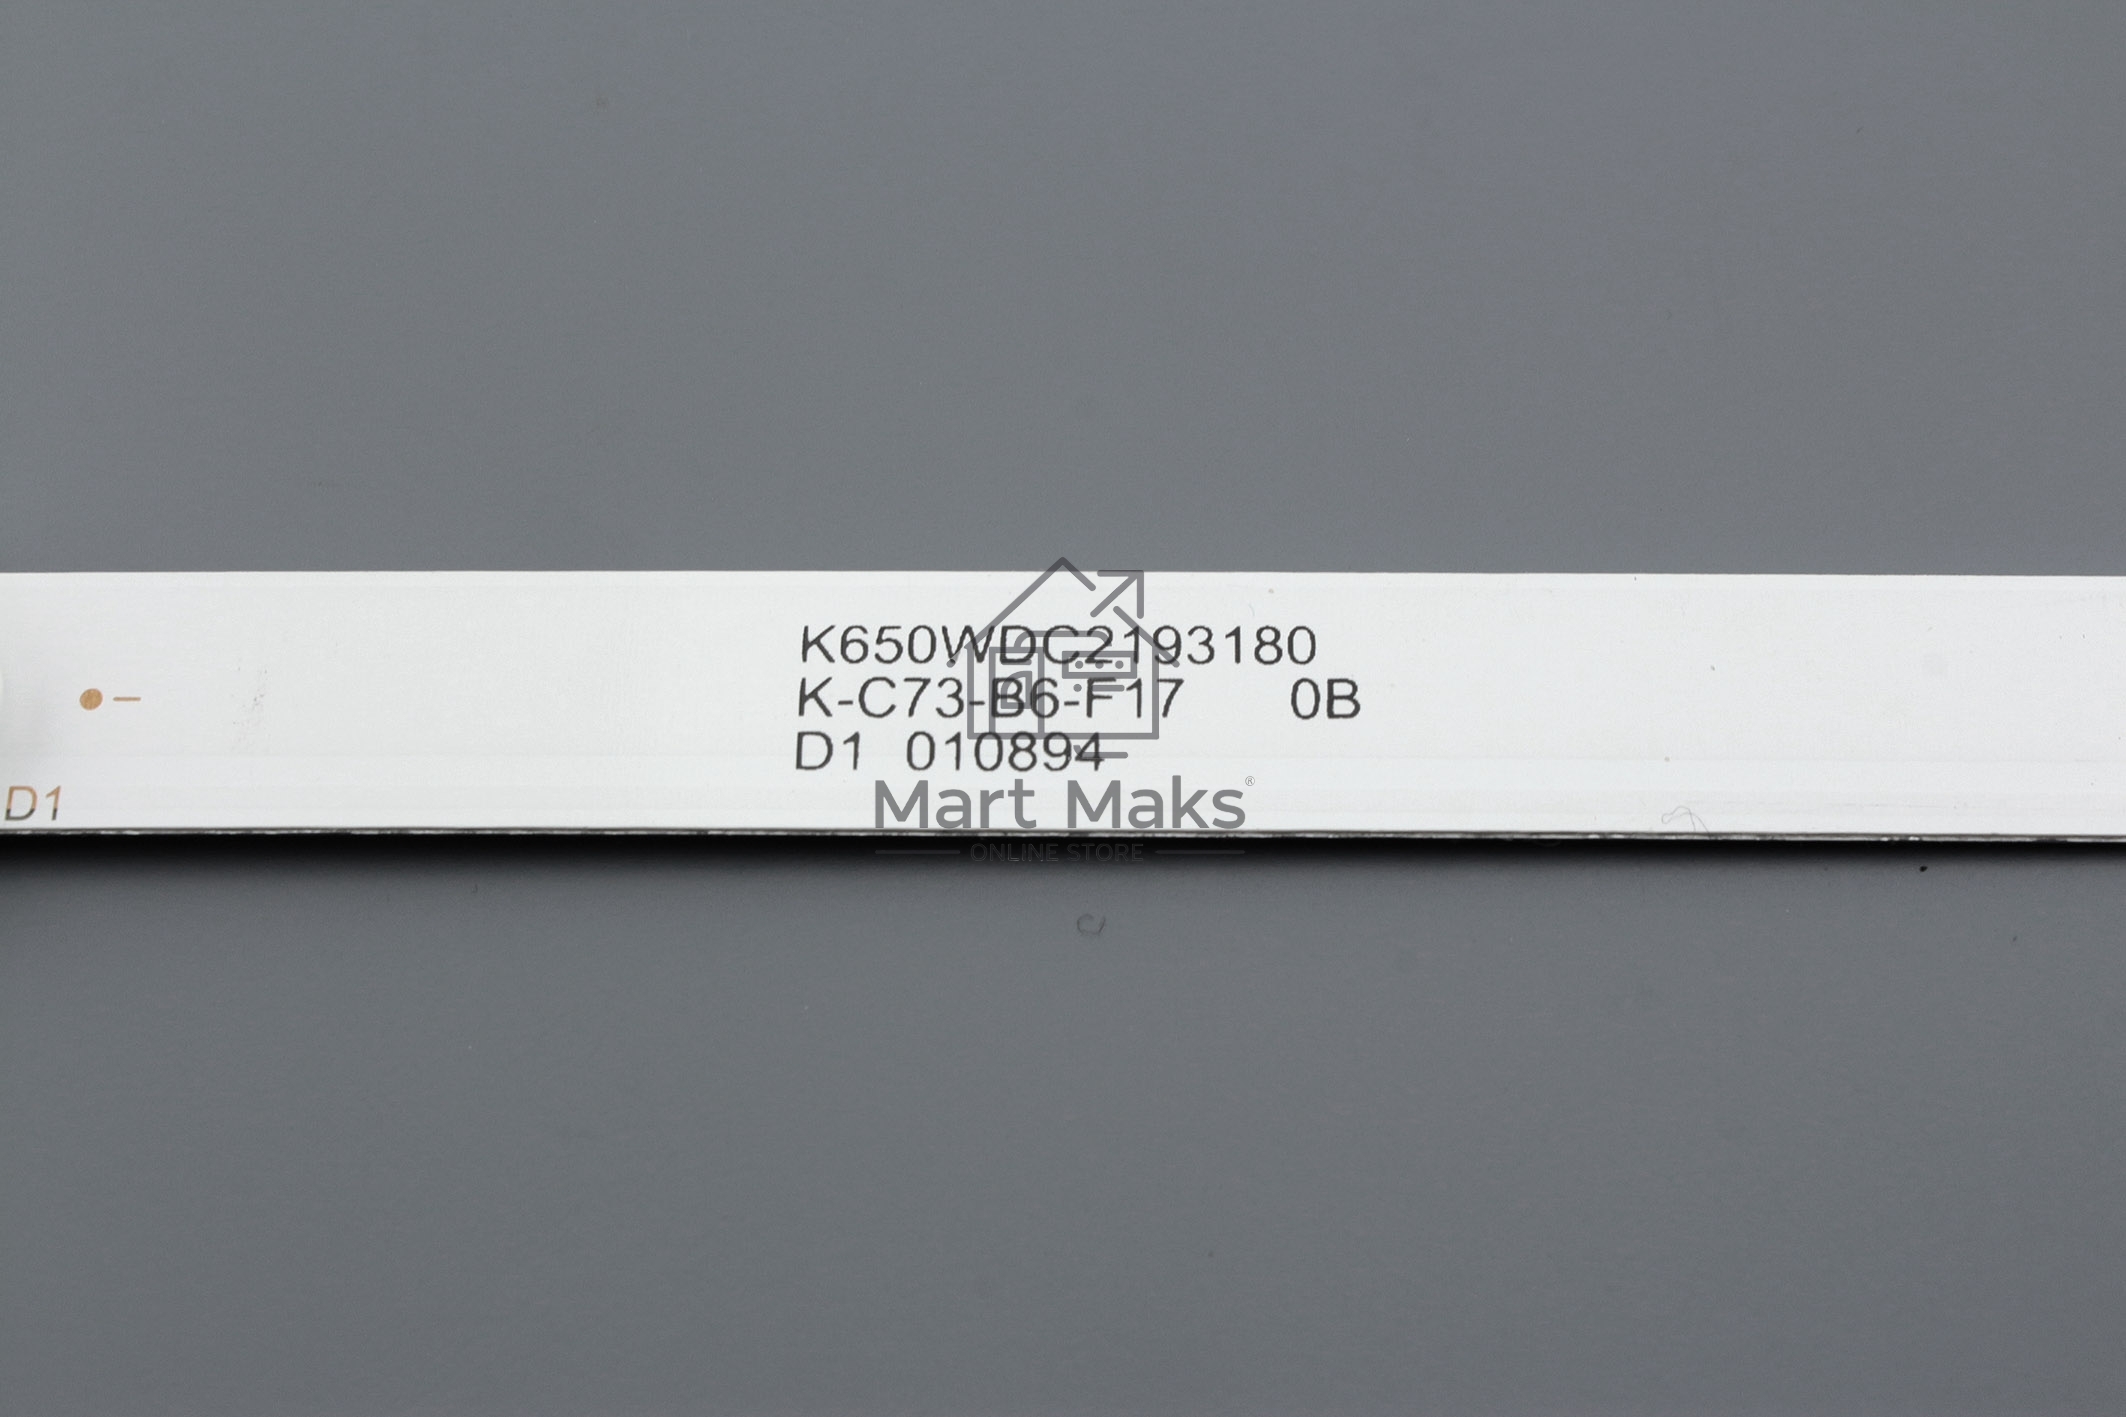 K650WDC2193180
K-C73-B6-F17 0B
D1 010894
D1
Mart Maks®
ONLINE STORE